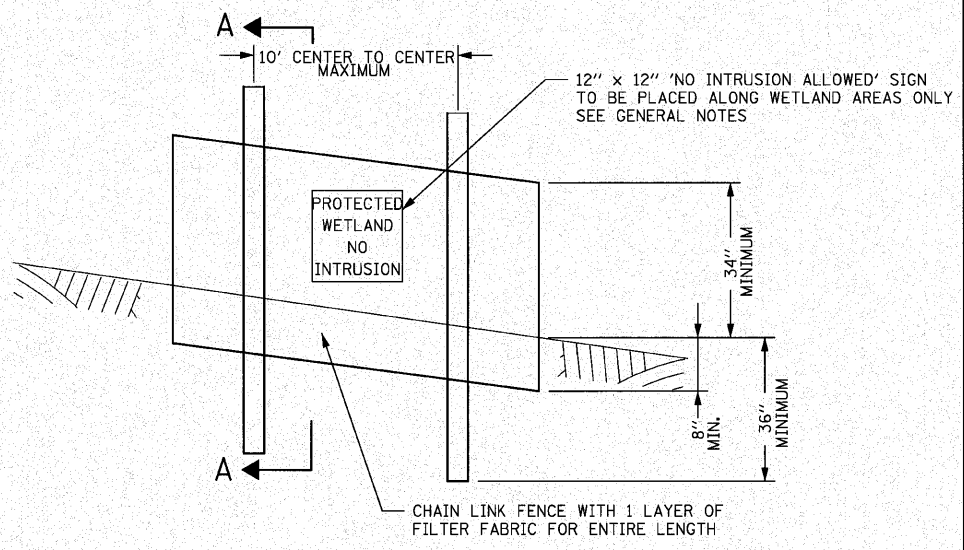 A
10' CENTER TO CENTER
MAXIMUM
12" x 12" 'NO INTRUSION ALLOWED' SIGN
TO BE PLACED ALONG WETLAND AREAS ONLY
SEE GENERAL NOTES
PROTECTED
WETLAND
NO
INTRUSION
34"
MINIMUM
8"
MIN.
36"
MINIMUM
A
CHAIN LINK FENCE WITH 1 LAYER OF
FILTER FABRIC FOR ENTIRE LENGTH